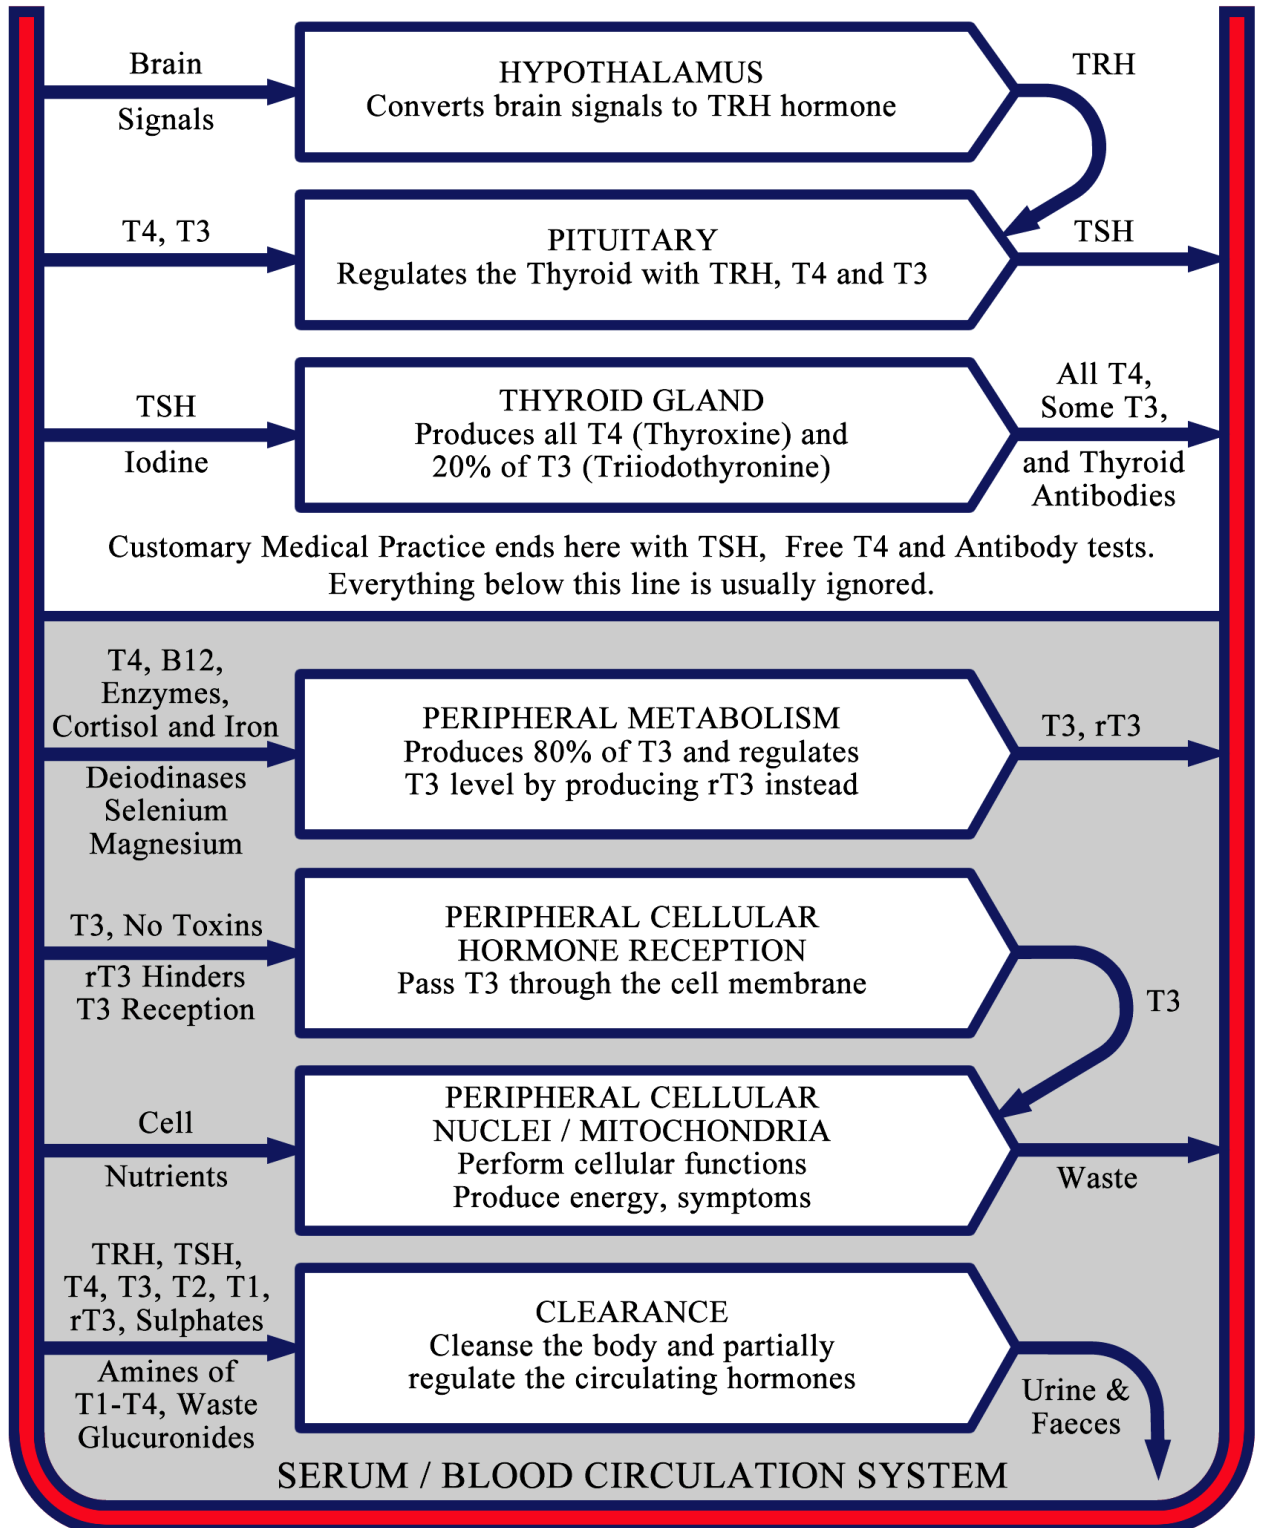 Brain
Signals
HYPOTHALAMUS
Converts brain signals to TRH hormone
TRH
T4, T3
PITUITARY
Regulates the Thyroid with TRH, T4 and T3
TSH
TSH
Iodine
THYROID GLAND
Produces all T4 (Thyroxine) and
20% of T3 (Triiodothyronine)
All T4,
Some T3,
and Thyroid
Antibodies
Customary Medical Practice ends here with TSH, Free T4 and Antibody tests.
Everything below this line is usually ignored.
T4, B12,
Enzymes,
Cortisol and Iron
Deiodinases
Selenium
Magnesium
PERIPHERAL METABOLISM
Produces 80% of T3 and regulates
T3 level by producing rT3 instead
T3, rT3
T3, No Toxins
rT3 Hinders
T3 Reception
PERIPHERAL CELLULAR
HORMONE RECEPTION
Pass T3 through the cell membrane
T3
Cell
Nutrients
PERIPHERAL CELLULAR
NUCLEI / MITOCHONDRIA
Perform cellular functions
Produce energy, symptoms
Waste
TRH, TSH,
T4, T3, T2, T1,
rT3, Sulphates
Amines of
T1-T4, Waste
Glucuronides
CLEARANCE
Cleanse the body and partially
regulate the circulating hormones
Urine &
Faeces
SERUM / BLOOD CIRCULATION SYSTEM